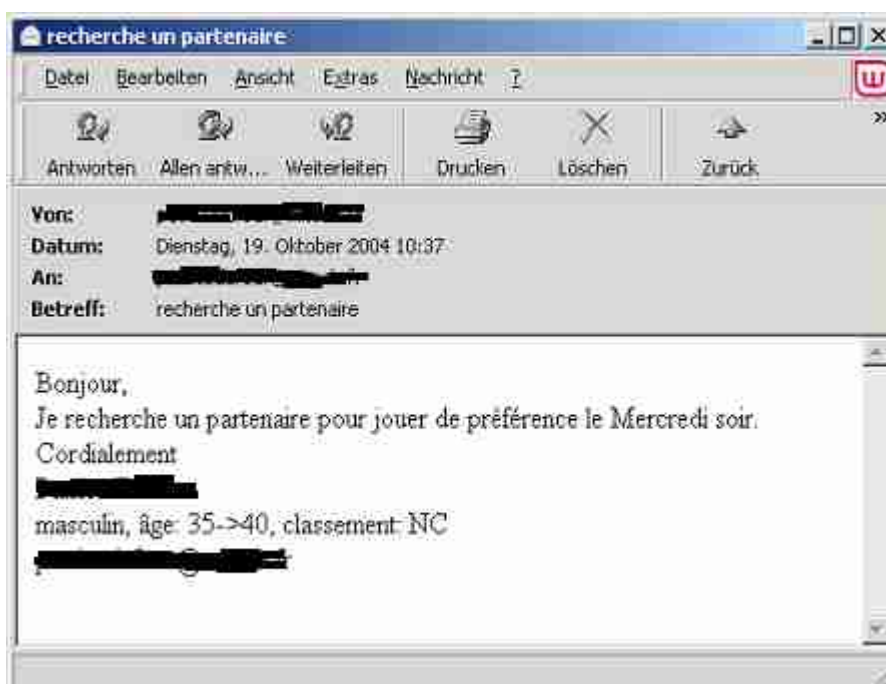 recherche un partenaire
Datei Bearbeiten Ansicht Extras Nachricht ?
Antworten Allen antw... Weiterleiten Drucken Löschen Zurück »
Von:
Datum: Dienstag, 19. Oktober 2004 10:37
An:
Betreff: recherche un partenaire
Bonjour,
Je recherche un partenaire pour jouer de préférence le Mercredi soir.
Cordialement
masculin, âge: 35->40, classement: NC